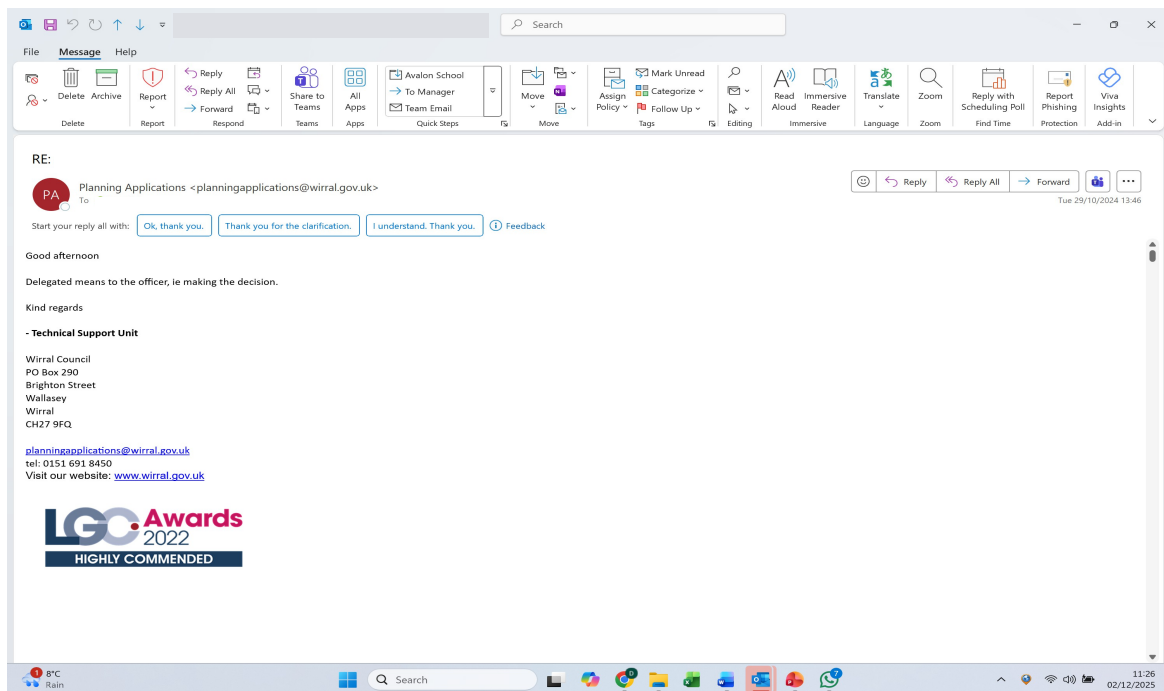 Search
File Message Help
Delete Archive
Report
Reply
Reply All
Forward
Share to Teams
All Apps
Avalon School
To Manager
Team Email
Move
Assign Policy
Mark Unread
Categorize
Follow Up
Read Aloud
Immersive Reader
Translate
Zoom
Reply with Scheduling Poll
Report Phishing
Viva Insights
Delete Report Respond Teams Apps Quick Steps Move Tags Editing Immersive Language Zoom Find Time Protection Add-in
RE:
PA
Planning Applications <planningapplications@wirral.gov.uk>
To
Reply Reply All Forward
Tue 29/10/2024 13:46
Start your reply all with: Ok, thank you. Thank you for the clarification. I understand. Thank you. Feedback
Good afternoon
Delegated means to the officer, ie making the decision.
Kind regards
- Technical Support Unit
Wirral Council
PO Box 290
Brighton Street
Wallasey
Wirral
CH27 9FQ
planningapplications@wirral.gov.uk
tel: 0151 691 8450
Visit our website: www.wirral.gov.uk
LGC Awards
2022
HIGHLY COMMENDED
1
8°C
Rain
Search
7
11:26
02/12/2025